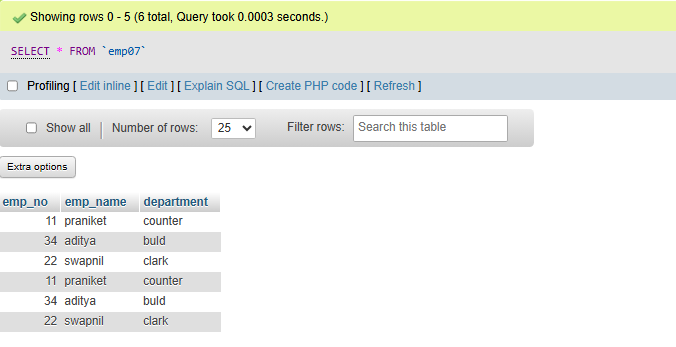 Showing rows 0 - 5 (6 total, Query took 0.0003 seconds.)
SELECT * FROM `emp07`
Profiling [ Edit inline ] [ Edit ] [ Explain SQL ] [ Create PHP code ] [ Refresh ]
Show all | Number of rows: 25 Filter rows: Search this table
Extra options
emp_no emp_name department
11 praniket counter
34 aditya buld
22 swapnil clark
11 praniket counter
34 aditya buld
22 swapnil clark